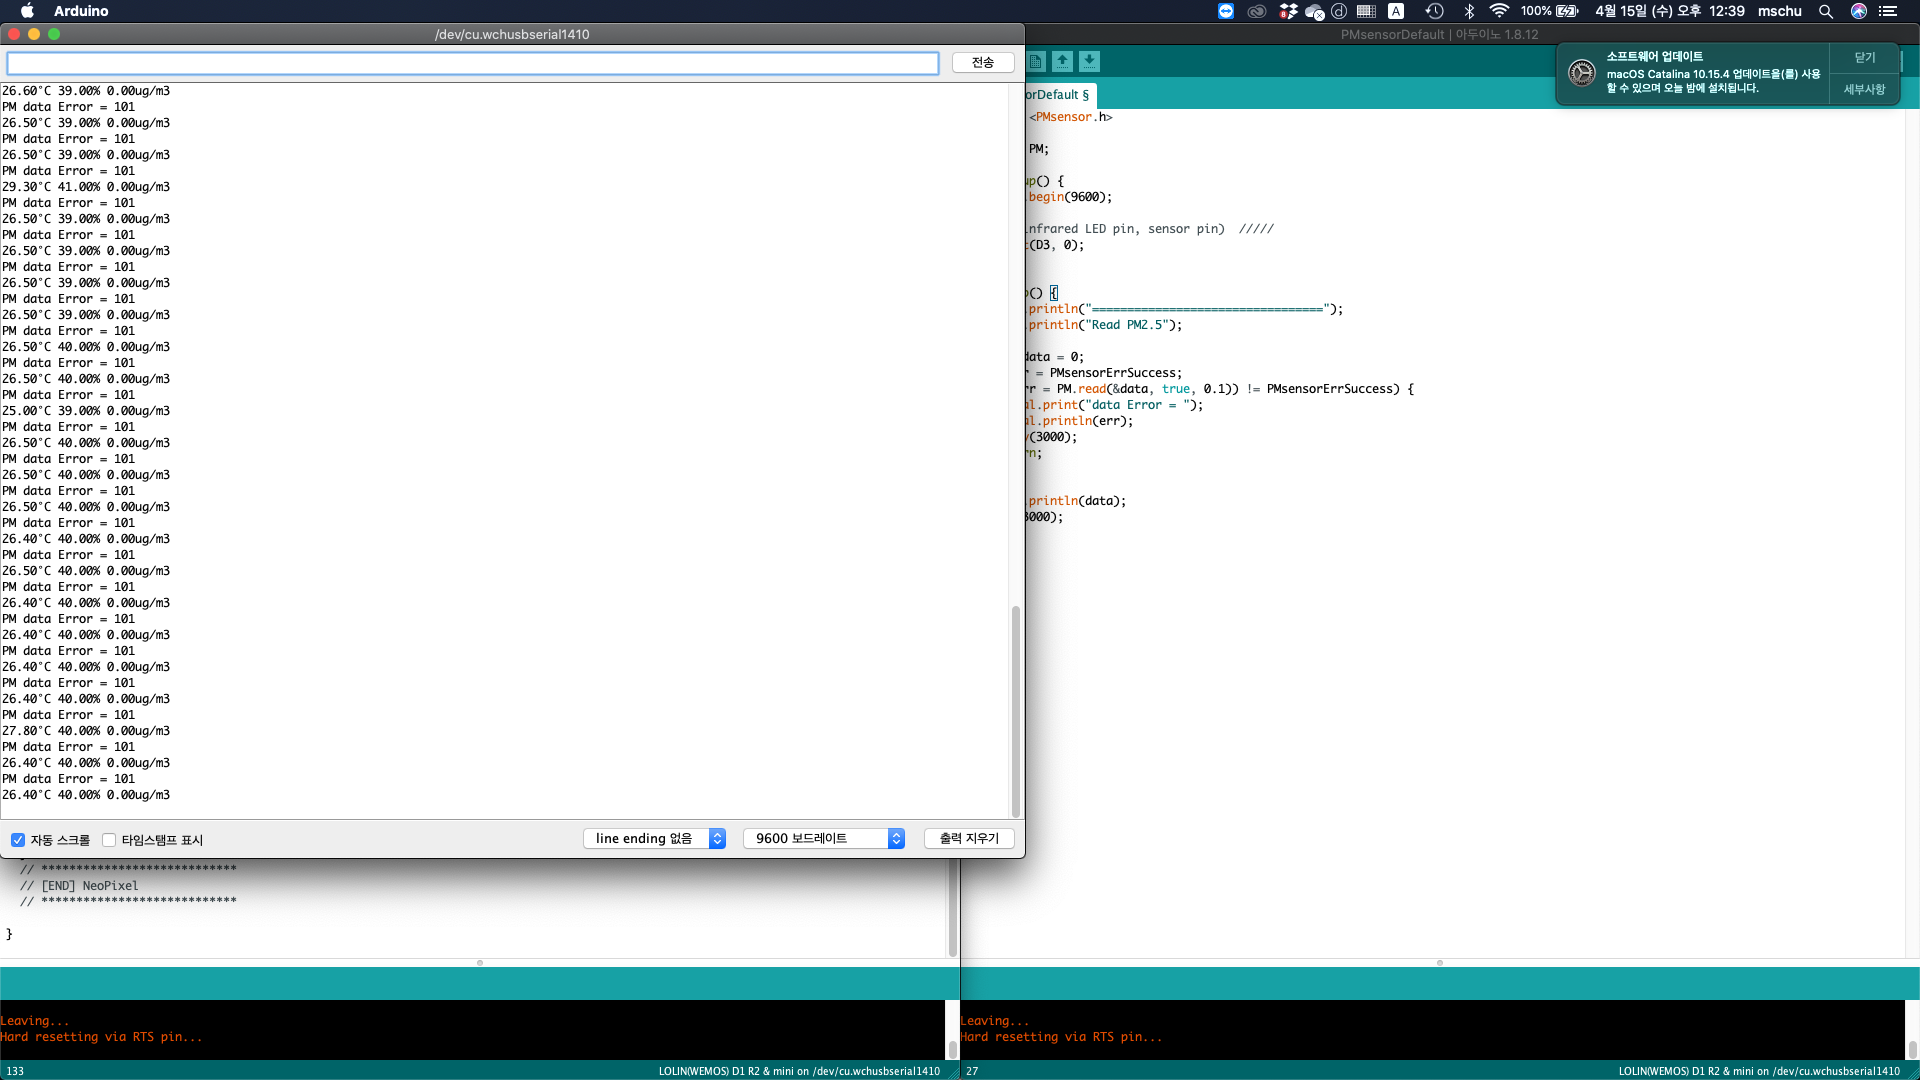 Arduino
100%
4월 15일 (수) 오후 12:39
mschu
/dev/cu.wchusbserial1410
전송
26.60°C 39.00% 0.00ug/m3
PM data Error = 101
26.50°C 39.00% 0.00ug/m3
PM data Error = 101
26.50°C 39.00% 0.00ug/m3
PM data Error = 101
29.30°C 41.00% 0.00ug/m3
PM data Error = 101
26.50°C 39.00% 0.00ug/m3
PM data Error = 101
26.50°C 39.00% 0.00ug/m3
PM data Error = 101
26.50°C 39.00% 0.00ug/m3
PM data Error = 101
26.50°C 39.00% 0.00ug/m3
PM data Error = 101
26.50°C 40.00% 0.00ug/m3
PM data Error = 101
26.50°C 40.00% 0.00ug/m3
PM data Error = 101
25.00°C 39.00% 0.00ug/m3
PM data Error = 101
26.50°C 40.00% 0.00ug/m3
PM data Error = 101
26.50°C 40.00% 0.00ug/m3
PM data Error = 101
26.50°C 40.00% 0.00ug/m3
PM data Error = 101
26.40°C 40.00% 0.00ug/m3
PM data Error = 101
26.50°C 40.00% 0.00ug/m3
PM data Error = 101
26.40°C 40.00% 0.00ug/m3
PM data Error = 101
26.40°C 40.00% 0.00ug/m3
PM data Error = 101
26.40°C 40.00% 0.00ug/m3
PM data Error = 101
26.40°C 40.00% 0.00ug/m3
PM data Error = 101
27.80°C 40.00% 0.00ug/m3
PM data Error = 101
26.40°C 40.00% 0.00ug/m3
PM data Error = 101
26.40°C 40.00% 0.00ug/m3
자동 스크롤
타임스탬프 표시
line ending 없음
9600 보드레이트
출력 지우기
// ****************************
// [END] NeoPixel
// ****************************
}
Leaving...
Hard resetting via RTS pin...
133
LOLIN(WEMOS) D1 R2 & mini on /dev/cu.wchusbserial1410
PMsensorDefault | 아두이노 1.8.12
소프트웨어 업데이트
macOS Catalina 10.15.4 업데이트을(를) 사용
할 수 있으며 오늘 밤에 설치됩니다.
닫기
세부사항
orDefault §
<PMsensor.h>
PM;
up() {
.begin(9600);
infrared LED pin, sensor pin)  /////
(D3, 0);
() {
.println("=================================");
.println("Read PM2.5");
data = 0;
r = PMsensorErrSuccess;
rr = PM.read(&data, true, 0.1)) != PMsensorErrSuccess) {
al.print("data Error = ");
al.println(err);
y(3000);
rn;
.println(data);
3000);
Leaving...
Hard resetting via RTS pin...
27
LOLIN(WEMOS) D1 R2 & mini on /dev/cu.wchusbserial1410